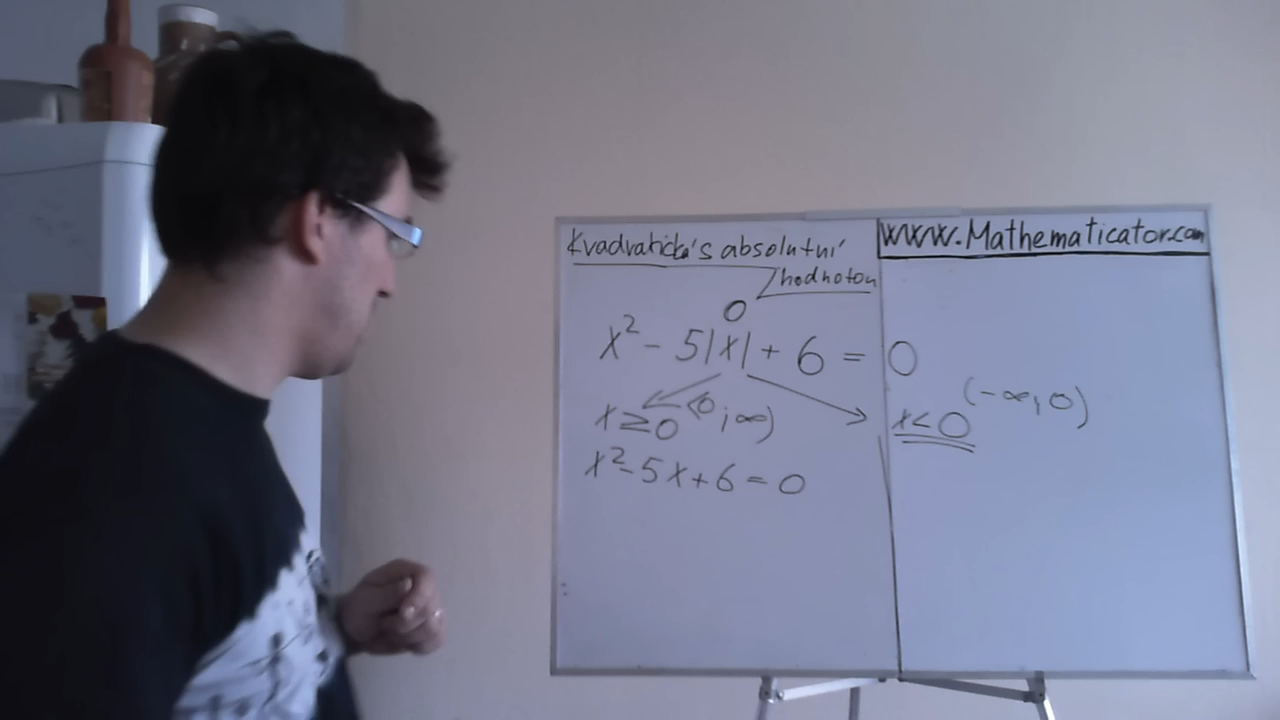 Kvadratická s absolutní
hodnotou
www.Mathematicator.com
0
x² - 5|x| + 6 = 0
x ≥ 0 <0, ∞)
x < 0 (-∞, 0)
x² - 5x + 6 = 0